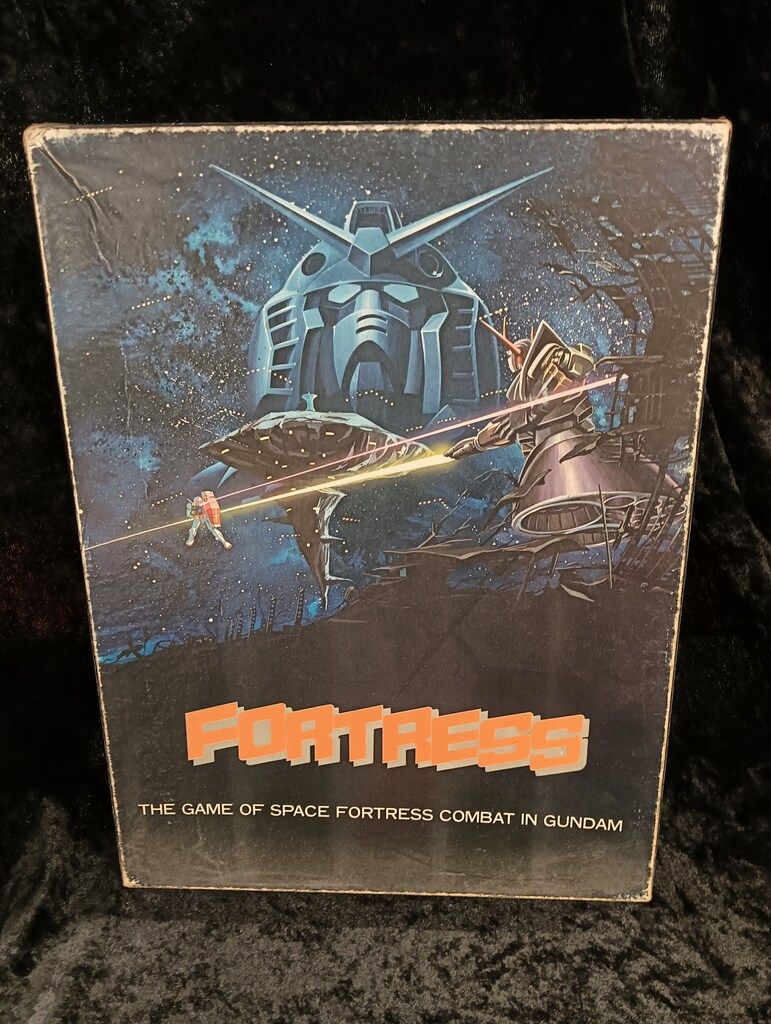 FORTRESS
THE GAME OF SPACE FORTRESS COMBAT IN GUNDAM